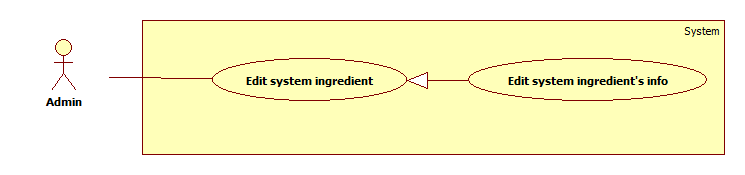 System
Edit system ingredient
Edit system ingredient's info
Admin